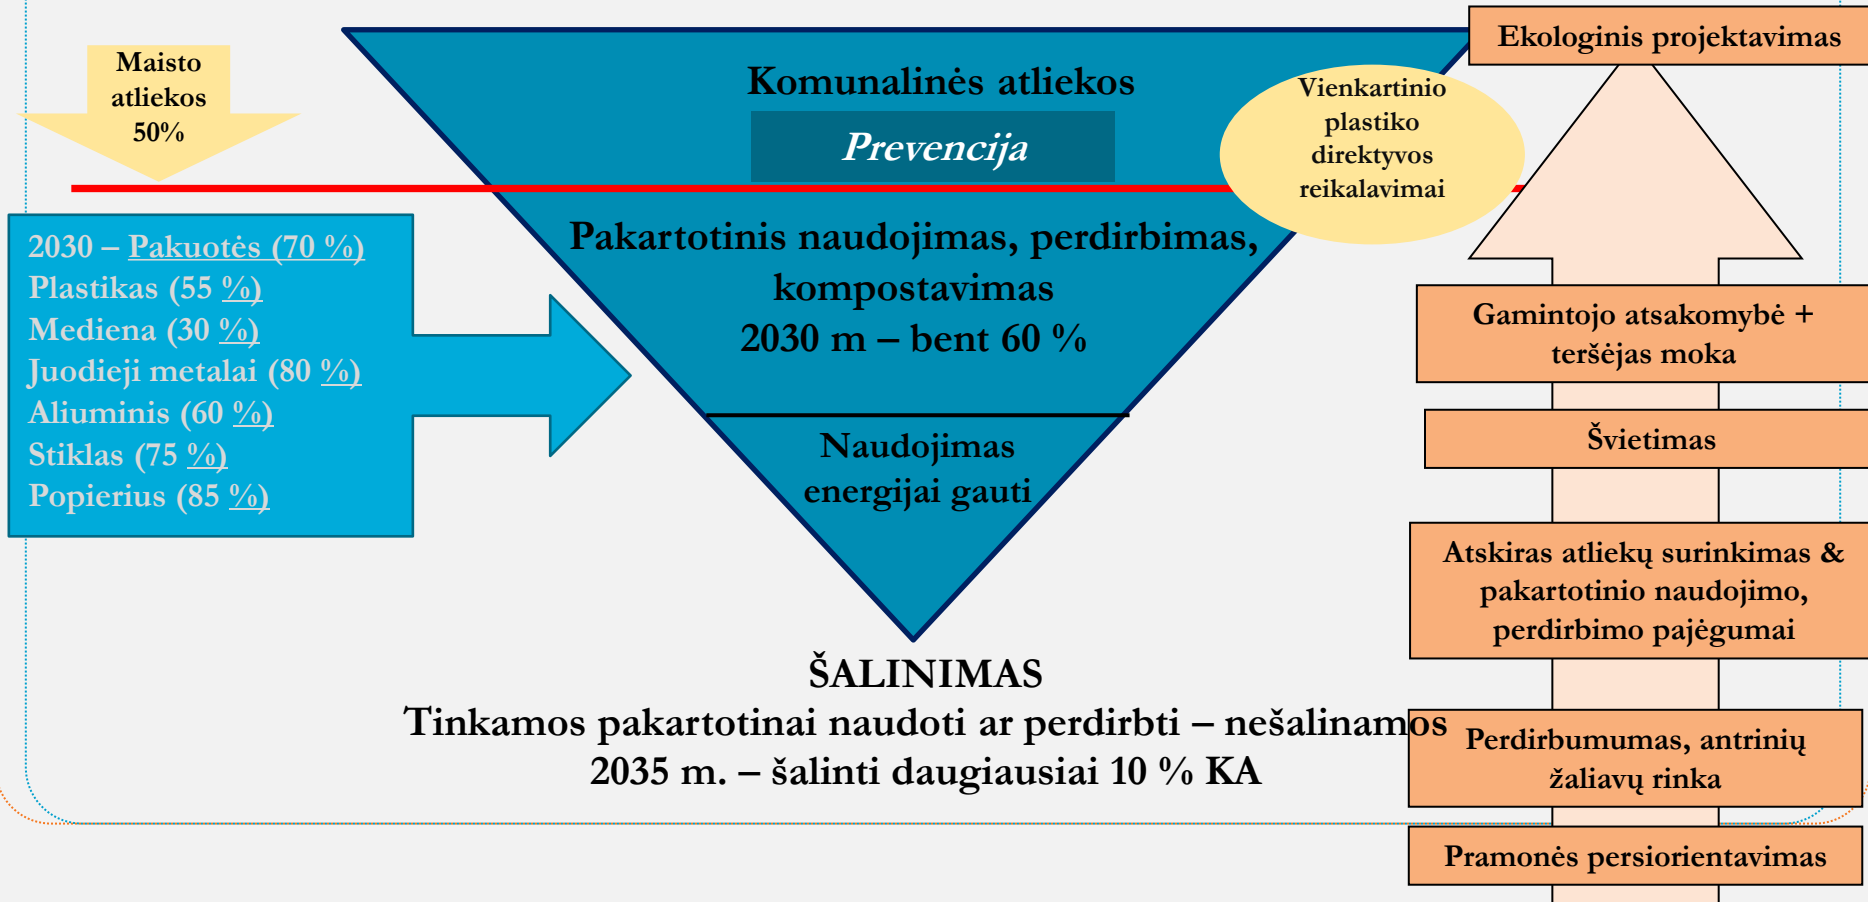 Maisto
atliekos
50%
Komunalinės atliekos
Prevencija
Vienkartinio
plastiko
direktyvos
reikalavimai
2030 – Pakuotės (70 %)
Plastikas (55 %)
Mediena (30 %)
Juodieji metalai (80 %)
Aliuminis (60 %)
Stiklas (75 %)
Popierius (85 %)
Pakartotinis naudojimas, perdirbimas,
kompostavimas
2030 m – bent 60 %
Naudojimas
energijai gauti
ŠALINIMAS
Tinkamos pakartotinai naudoti ar perdirbti – nešalinamos
2035 m. – šalinti daugiausiai 10 % KA
Ekologinis projektavimas
Gamintojo atsakomybė +
teršėjas moka
Švietimas
Atskiras atliekų surinkimas &
pakartotinio naudojimo,
perdirbimo pajėgumai
Perdirbumumas, antrinių
žaliavų rinka
Pramonės persiorientavimas